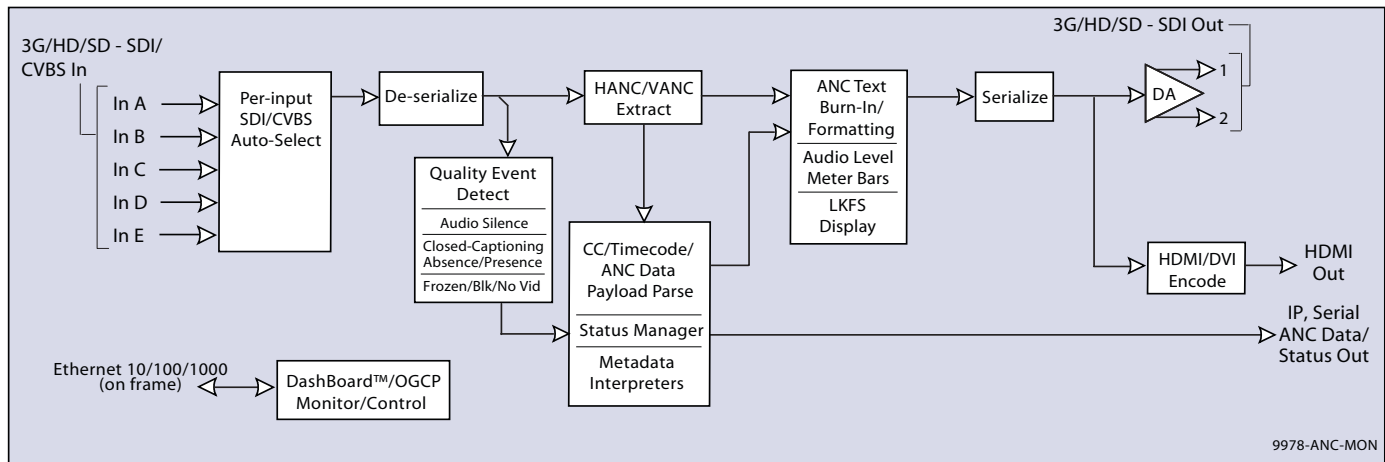 3G/HD/SD - SDI/
CVBS In
In A
In B
In C
In D
In E
Per-input
SDI/CVBS
Auto-Select
De-serialize
Quality Event
Detect
Audio Silence
Closed-Captioning
Absence/Presence
Frozen/Blk/No Vid
HANC/VANC
Extract
CC/Timecode/
ANC Data
Payload Parse
Status Manager
Metadata
Interpreters
ANC Text
Burn-In/
Formatting
Audio Level
Meter Bars
LKFS
Display
Serialize
3G/HD/SD - SDI Out
DA
1
2
HDMI/DVI
Encode
HDMI
Out
IP, Serial
ANC Data/
Status Out
Ethernet 10/100/1000
(on frame)
DashBoard™/OGCP
Monitor/Control
9978-ANC-MON